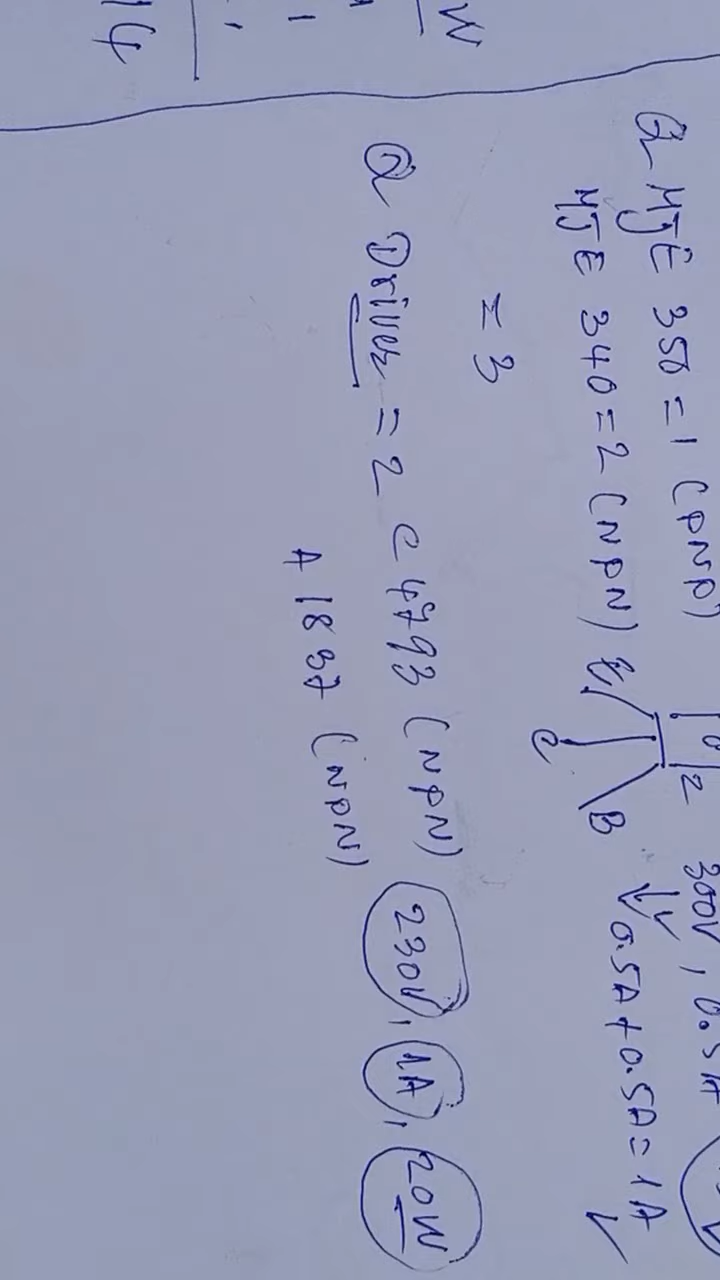 Q MJE 350 = 1 (PNP) 300V, 0.5A
MJE 340 = 2 (NPN) E C B 0.5A + 0.5A = 1A
= 3
Q Driver = 2 C 4793 (NPN) 230V, 1A, 20W
A 1837 (NPN)
W
14